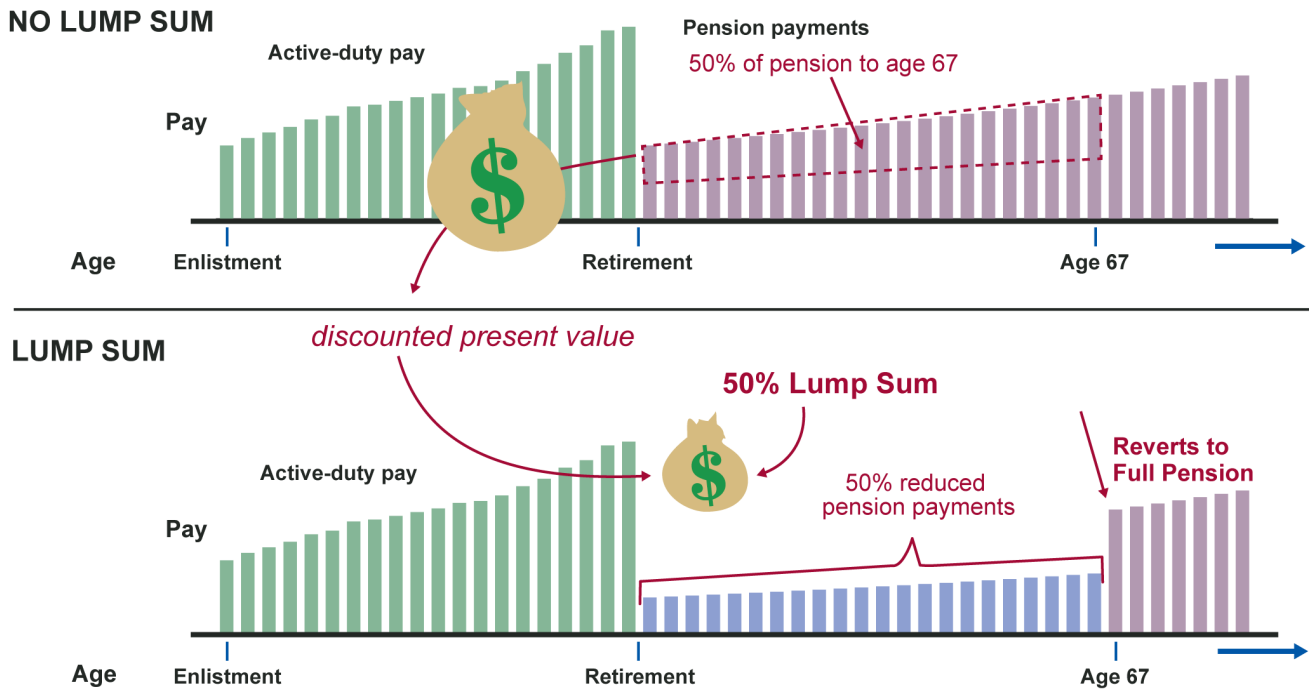 NO LUMP SUM
Active-duty pay
Pension payments
50% of pension to age 67
Pay
$
Age
Enlistment
Retirement
Age 67
discounted present value
LUMP SUM
50% Lump Sum
Active-duty pay
$
Reverts to
Full Pension
50% reduced
pension payments
Pay
Age
Enlistment
Retirement
Age 67